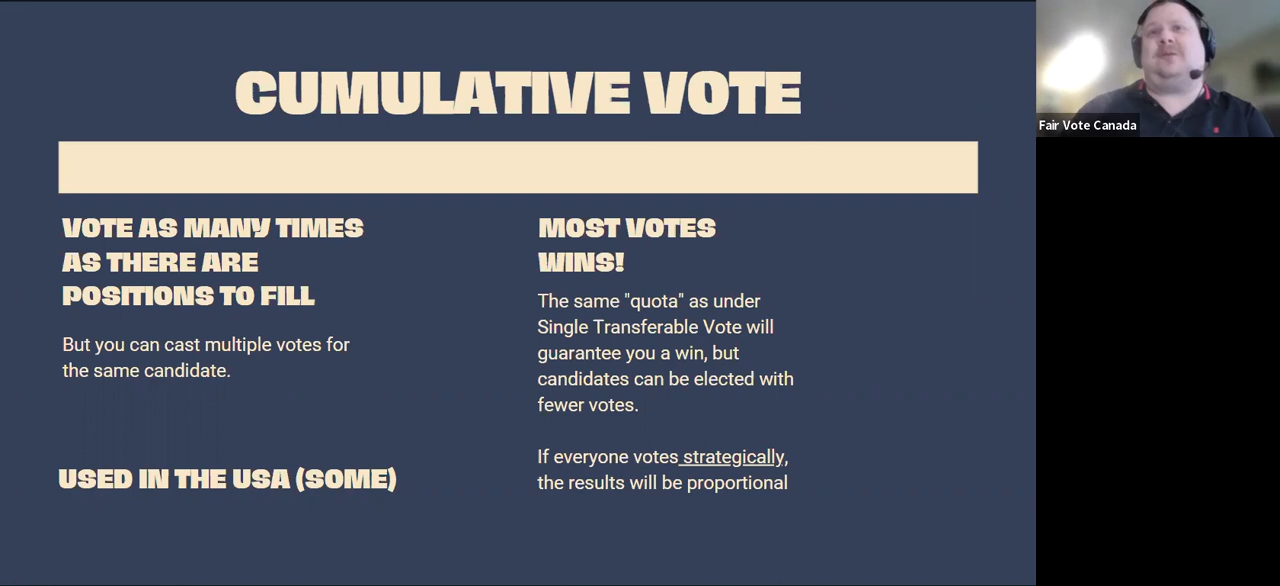 CUMULATIVE VOTE
VOTE AS MANY TIMES
AS THERE ARE
POSITIONS TO FILL
But you can cast multiple votes for
the same candidate.
USED IN THE USA (SOME)
MOST VOTES
WINS!
The same "quota" as under
Single Transferable Vote will
guarantee you a win, but
candidates can be elected with
fewer votes.
If everyone votes strategically,
the results will be proportional
Fair Vote Canada